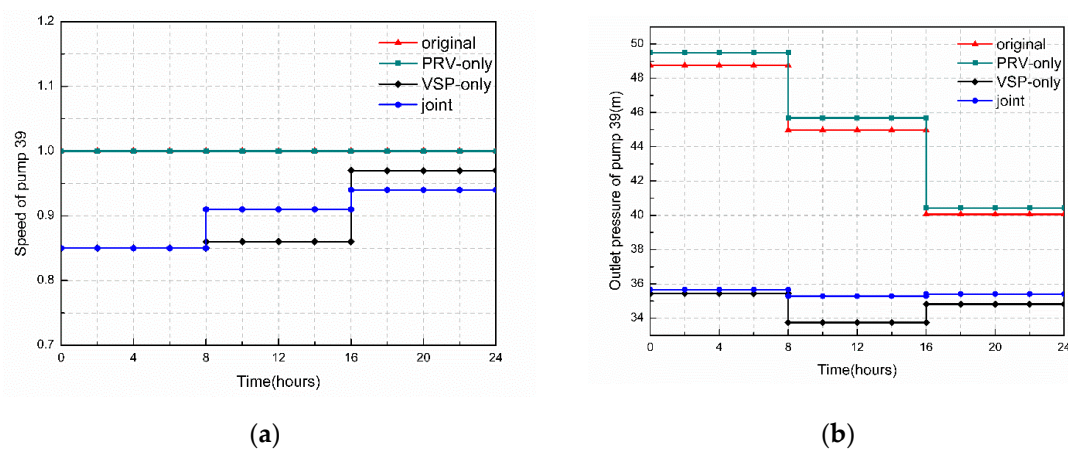 1.2
1.1
1.0
0.9
0.8
0.7
Speed of pump 39
original
PRV-only
VSP-only
joint
0 4 8 12 16 20 24
Time(hours)
(a)
50
48
46
44
42
40
36
34
Outlet pressure of pump 39(m)
original
PRV-only
VSP-only
joint
0 4 8 12 16 20 24
Time(hours)
(b)